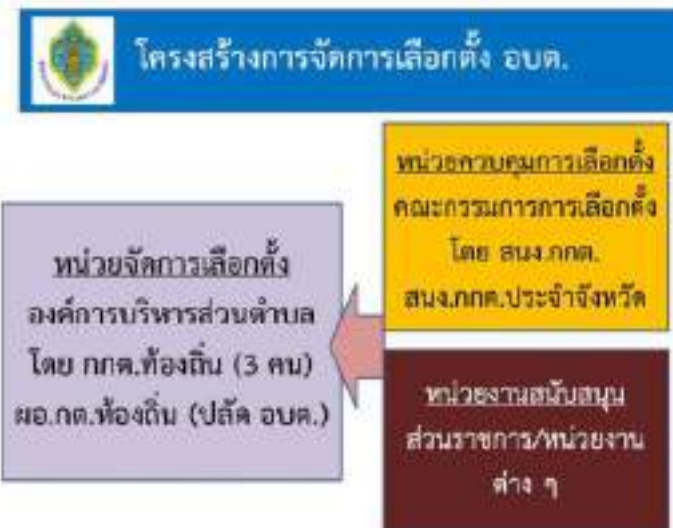 โครงสร้างการจัดการเลือกตั้ง อบต.
หน่วยควบคุมการเลือกตั้ง
คณะกรรมการการเลือกตั้ง
โดย สนง.กกต.
สนง.กกต.ประจำจังหวัด
หน่วยจัดการเลือกตั้ง
องค์การบริหารส่วนตำบล
โดย กกต.ท้องถิ่น (3 คน)
ผอ.กต.ท้องถิ่น (ปลัด อบต.)
หน่วยงานสนับสนุน
ส่วนราชการ/หน่วยงาน
ต่าง ๆ